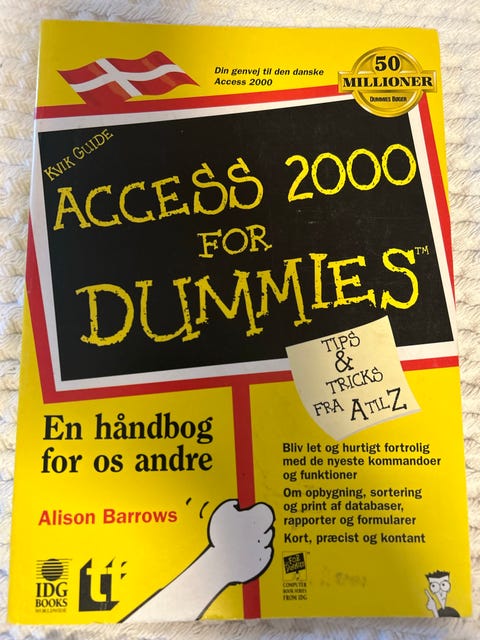 Din genvej til den danske
Access 2000
50
MILLIONER
DUMMIES BØGER
KVIK GUIDE
ACCESS 2000
FOR
DUMMIES™
TIPS
&
TRICKS
FRA A TIL Z
En håndbog
for os andre
Alison Barrows
Bliv let og hurtigt fortrolig
med de nyeste kommandoer
og funktioner
Om opbygning, sortering
og print af databaser,
rapporter og formularer
Kort, præcist og kontant
IDG
BOOKS
WORLDWIDE
FOR
DUMMIES
COMPUTER
BOOK SERIES
FROM IDG